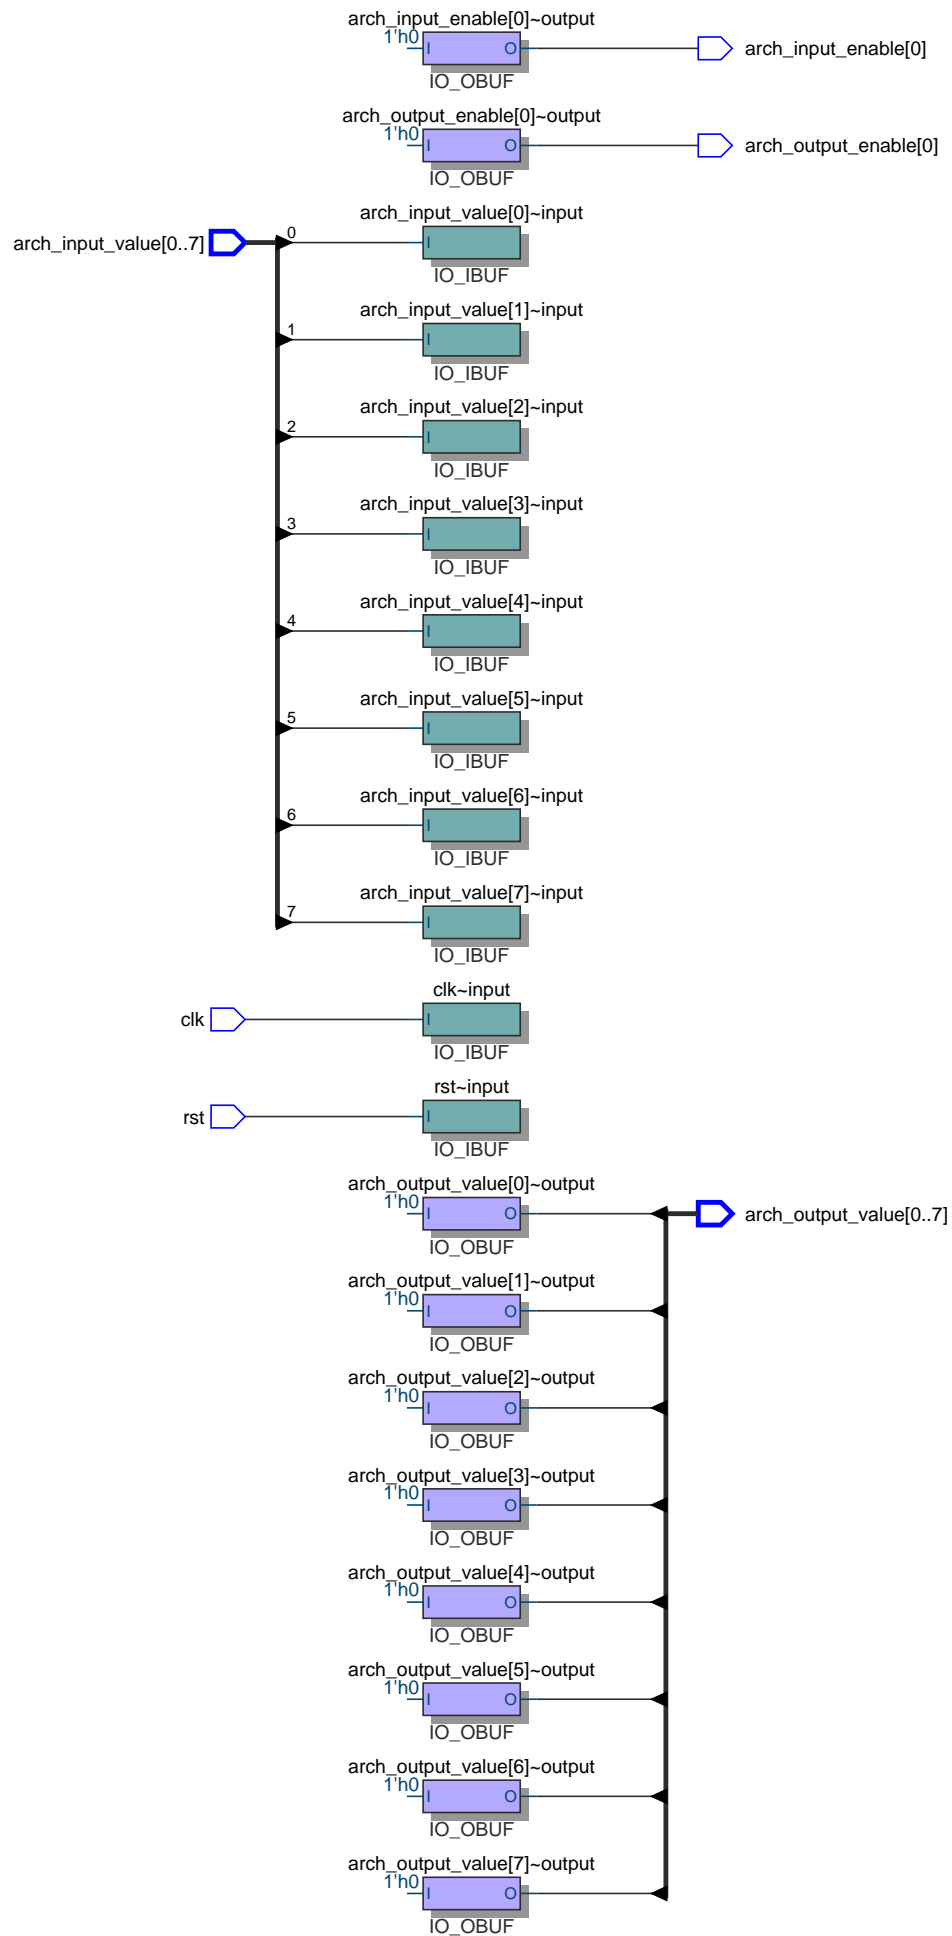 arch_input_enable[0]~output
1'h0
I
O
IO_OBUF
arch_input_enable[0]
arch_output_enable[0]~output
1'h0
I
O
IO_OBUF
arch_output_enable[0]
arch_input_value[0..7]
0
arch_input_value[0]~input
I
IO_IBUF
1
arch_input_value[1]~input
I
IO_IBUF
2
arch_input_value[2]~input
I
IO_IBUF
3
arch_input_value[3]~input
I
IO_IBUF
4
arch_input_value[4]~input
I
IO_IBUF
5
arch_input_value[5]~input
I
IO_IBUF
6
arch_input_value[6]~input
I
IO_IBUF
7
arch_input_value[7]~input
I
IO_IBUF
clk~input
clk
I
IO_IBUF
rst~input
rst
I
IO_IBUF
arch_output_value[0]~output
1'h0
I
O
IO_OBUF
arch_output_value[0..7]
arch_output_value[1]~output
1'h0
I
O
IO_OBUF
arch_output_value[2]~output
1'h0
I
O
IO_OBUF
arch_output_value[3]~output
1'h0
I
O
IO_OBUF
arch_output_value[4]~output
1'h0
I
O
IO_OBUF
arch_output_value[5]~output
1'h0
I
O
IO_OBUF
arch_output_value[6]~output
1'h0
I
O
IO_OBUF
arch_output_value[7]~output
1'h0
I
O
IO_OBUF